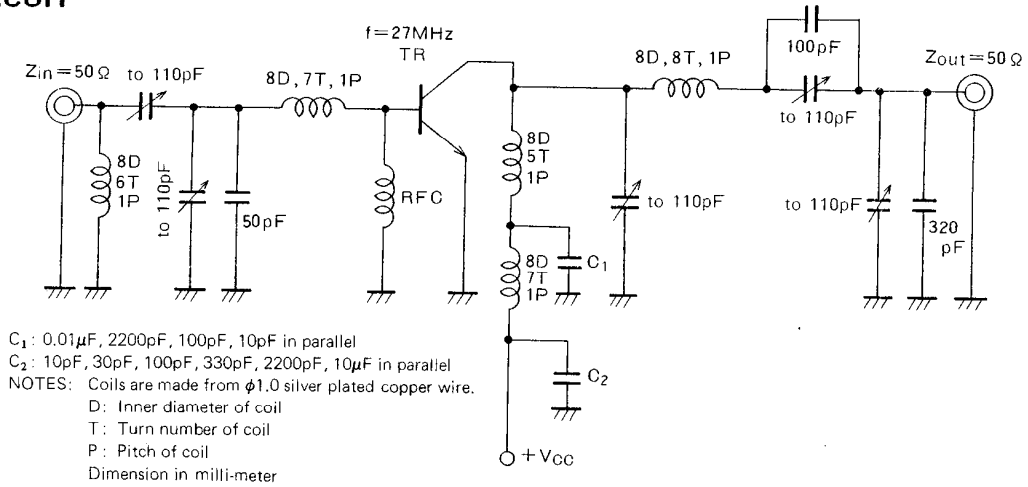 f=27MHz
TR
Zin=50Ω
to 110pF
8D, 7T, 1P
8D, 8T, 1P
100pF
to 110pF
Zout=50Ω
8D
6T
1P
to 110pF
50pF
RFC
8D
5T
1P
to 110pF
to 110pF
320
pF
8D
7T
1P
C1
C2
+VCC
C1: 0.01μF, 2200pF, 100pF, 10pF in parallel
C2: 10pF, 30pF, 100pF, 330pF, 2200pF, 10μF in parallel
NOTES: Coils are made from φ1.0 silver plated copper wire.
D: Inner diameter of coil
T: Turn number of coil
P: Pitch of coil
Dimension in milli-meter